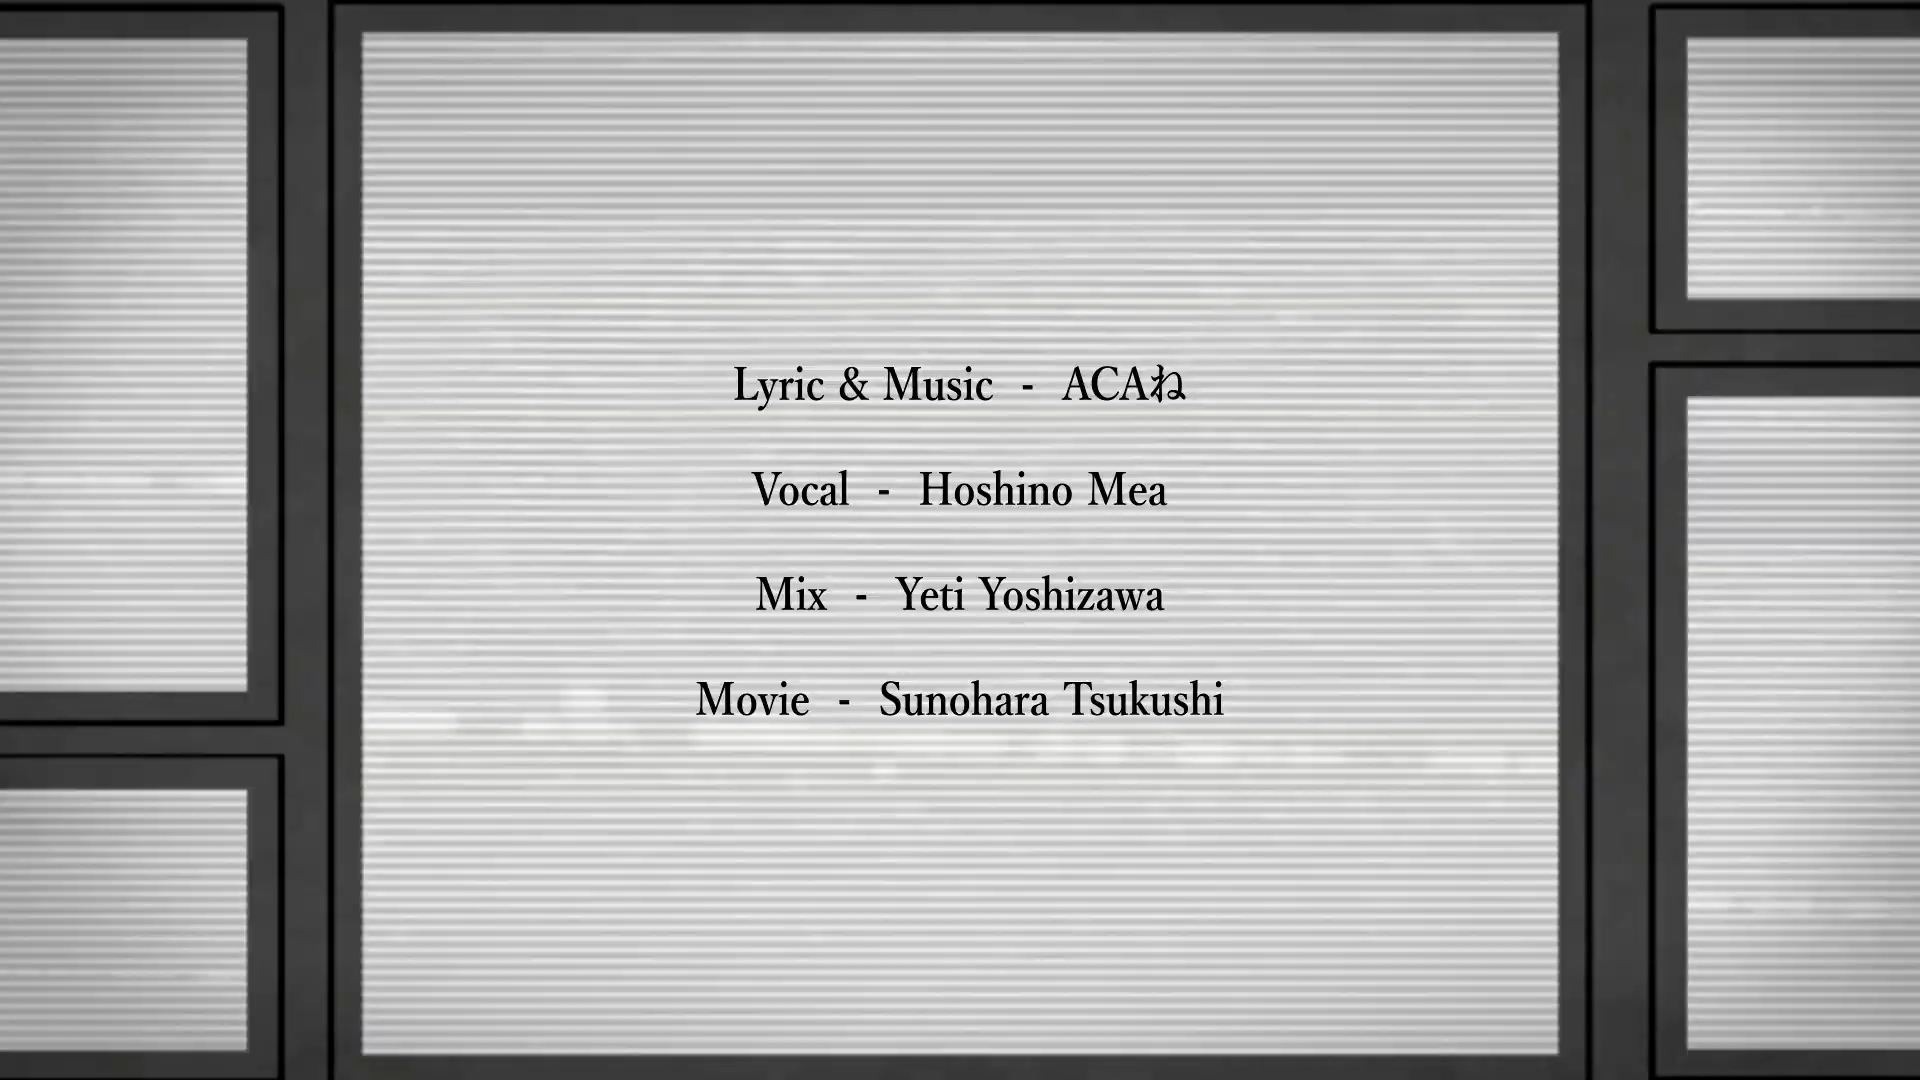 Lyric & Music - ACAね
Vocal - Hoshino Mea
Mix - Yeti Yoshizawa
Movie - Sunohara Tsukushi